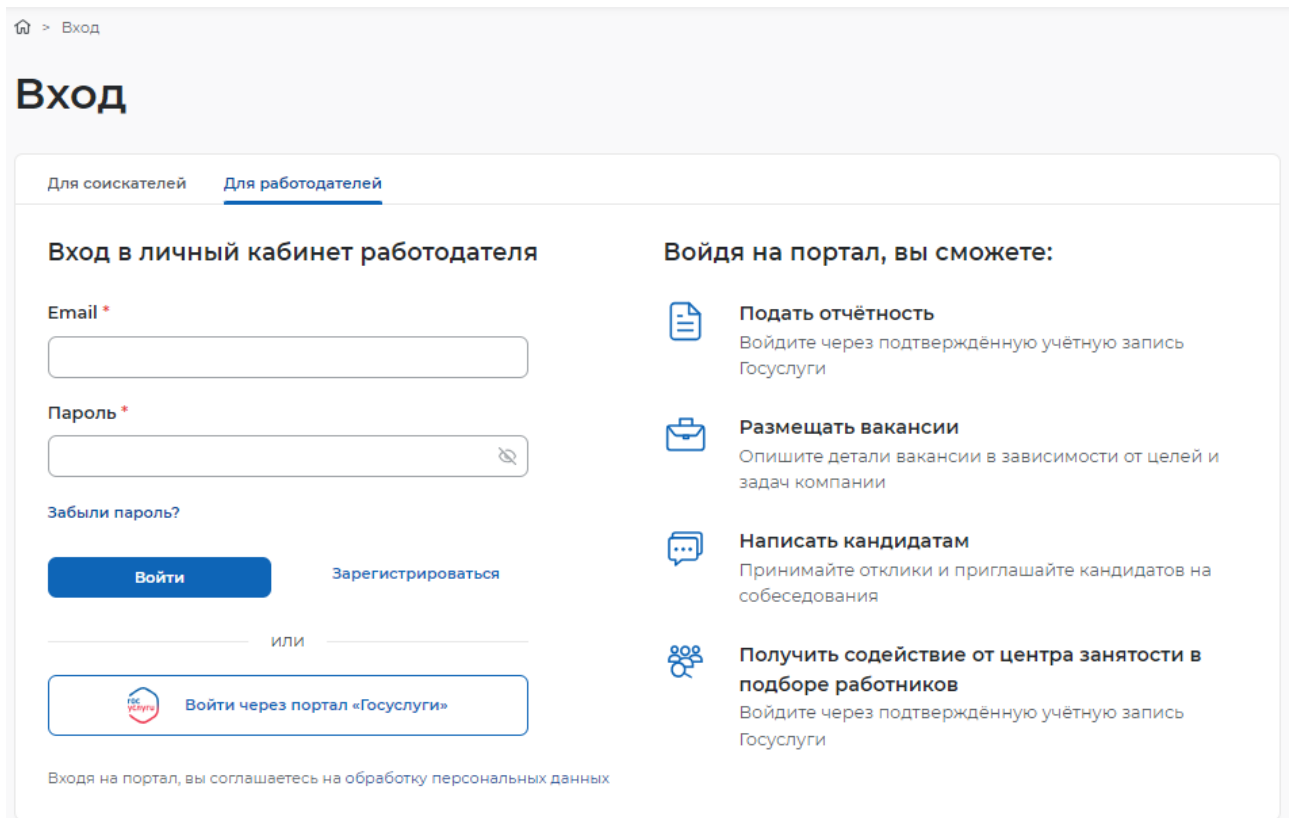 > Вход
Вход
Для соискателей Для работодателей
Вход в личный кабинет работодателя
Email *
Пароль *
Забыли пароль?
Войти Зарегистрироваться
или
гос
услуги
Войти через портал «Госуслуги»
Входя на портал, вы соглашаетесь на обработку персональных данных
Войдя на портал, вы сможете:
Подать отчётность
Войдите через подтверждённую учётную запись
Госуслуги
Размещать вакансии
Опишите детали вакансии в зависимости от целей и
задач компании
Написать кандидатам
Принимайте отклики и приглашайте кандидатов на
собеседования
Получить содействие от центра занятости в
подборе работников
Войдите через подтверждённую учётную запись
Госуслуги